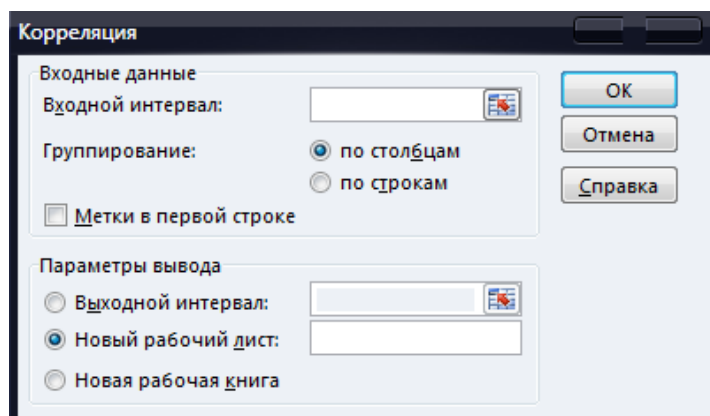 Корреляция
Входные данные
Входной интервал:
OK
Группирование:
по столбцам
Отмена
по строкам
Справка
Метки в первой строке
Параметры вывода
Выходной интервал:
Новый рабочий лист:
Новая рабочая книга